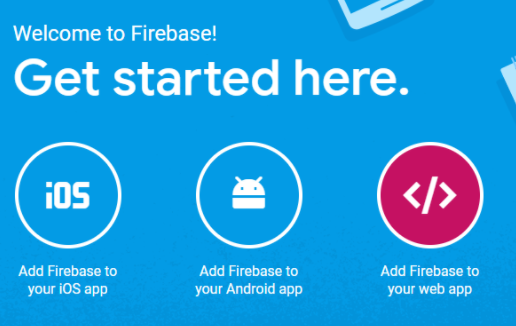 Welcome to Firebase!
Get started here.
iOS
</>
Add Firebase to
your iOS app
Add Firebase to
your Android app
Add Firebase to
your web app